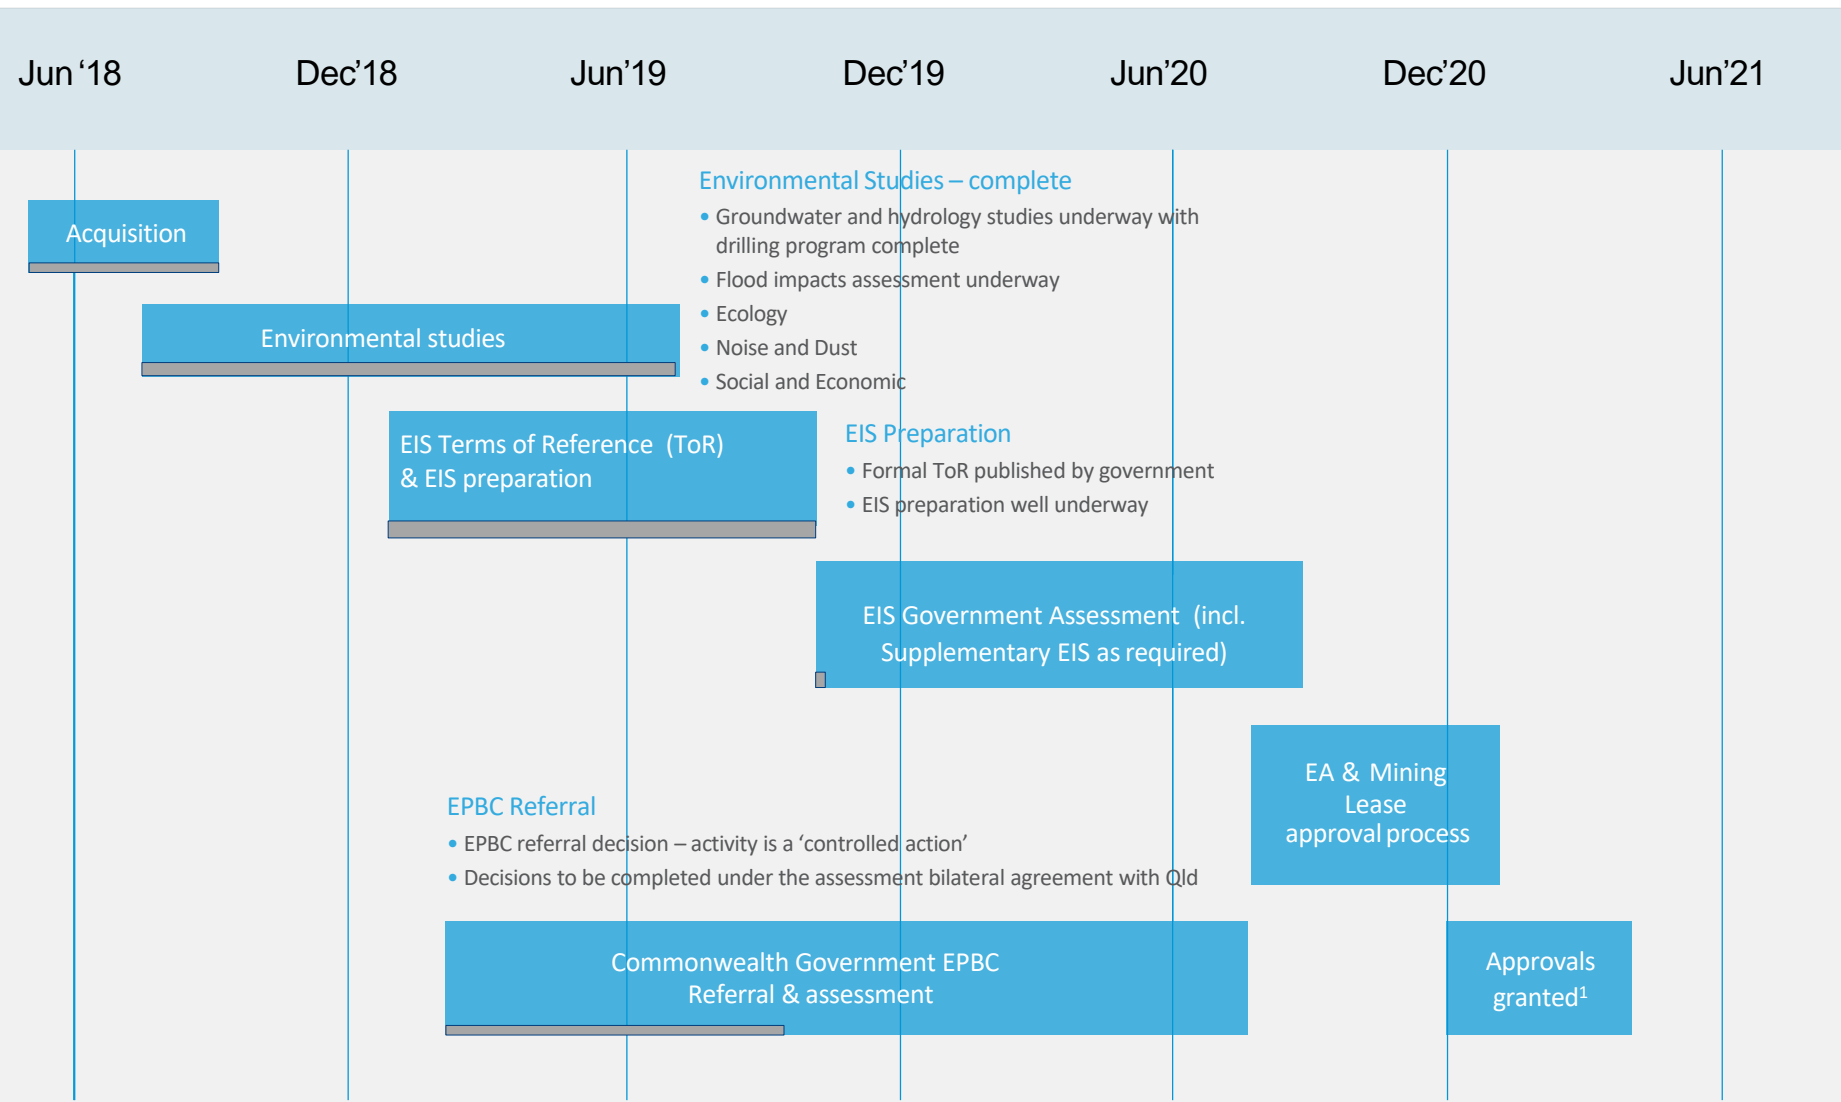 Jun ‘18 Dec’18 Jun’19 Dec’19 Jun’20 Dec’20 Jun’21
Acquisition
Environmental studies
Environmental Studies – complete
• Groundwater and hydrology studies underway with
drilling program complete
• Flood impacts assessment underway
• Ecology
• Noise and Dust
• Social and Economic
EIS Terms of Reference (ToR)
& EIS preparation
EIS Preparation
• Formal ToR published by government
• EIS preparation well underway
EIS Government Assessment (incl.
Supplementary EIS as required)
EA & Mining
Lease
approval process
EPBC Referral
• EPBC referral decision – activity is a ‘controlled action’
• Decisions to be completed under the assessment bilateral agreement with Qld
Commonwealth Government EPBC
Referral & assessment
Approvals
granted¹